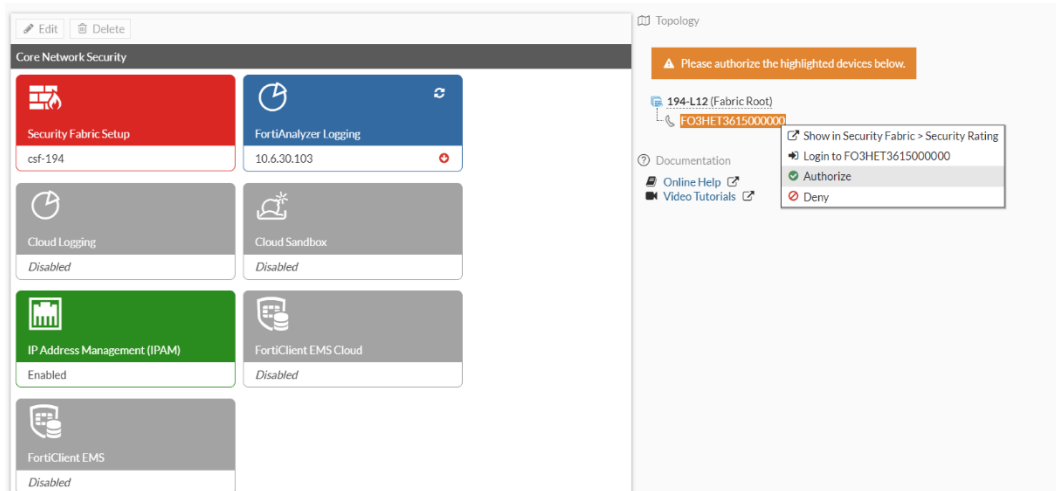 Edit Delete
Core Network Security
Security Fabric Setup
csf-194
FortiAnalyzer Logging
10.6.30.103
Cloud Logging
Disabled
Cloud Sandbox
Disabled
IP Address Management (IPAM)
Enabled
FortiClient EMS Cloud
Disabled
FortiClient EMS
Disabled
Topology
Please authorize the highlighted devices below.
194-L12 (Fabric Root)
FO3HET3615000000
Show in Security Fabric > Security Rating
Login to FO3HET3615000000
Authorize
Deny
Documentation
Online Help
Video Tutorials